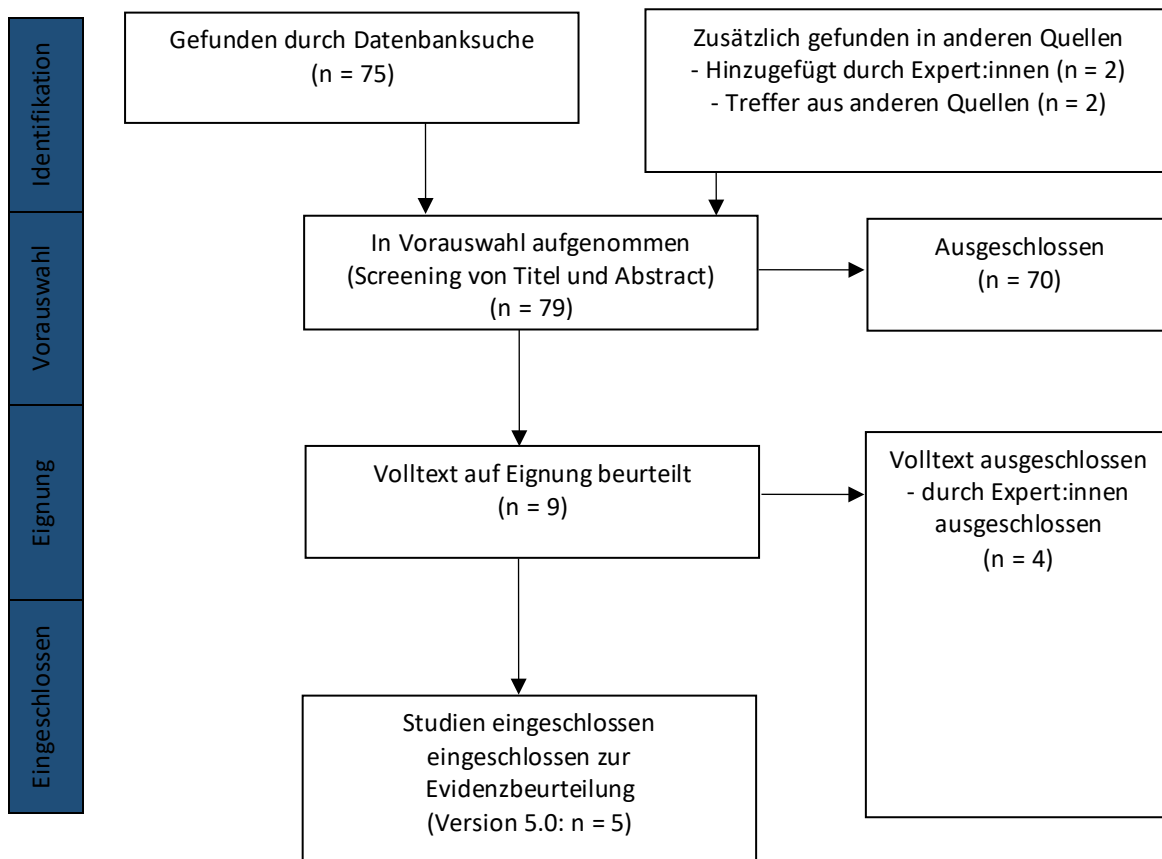 Identifikation
Gefunden durch Datenbanksuche
(n = 75)
Zusätzlich gefunden in anderen Quellen
- Hinzugefügt durch Expert:innen (n = 2)
- Treffer aus anderen Quellen (n = 2)
Vorauswahl
In Vorauswahl aufgenommen
(Screening von Titel und Abstract)
(n = 79)
Ausgeschlossen
(n = 70)
Eignung
Volltext auf Eignung beurteilt
(n = 9)
Volltext ausgeschlossen
- durch Expert:innen
ausgeschlossen
(n = 4)
Eingeschlossen
Studien eingeschlossen
eingeschlossen zur
Evidenzbeurteilung
(Version 5.0: n = 5)